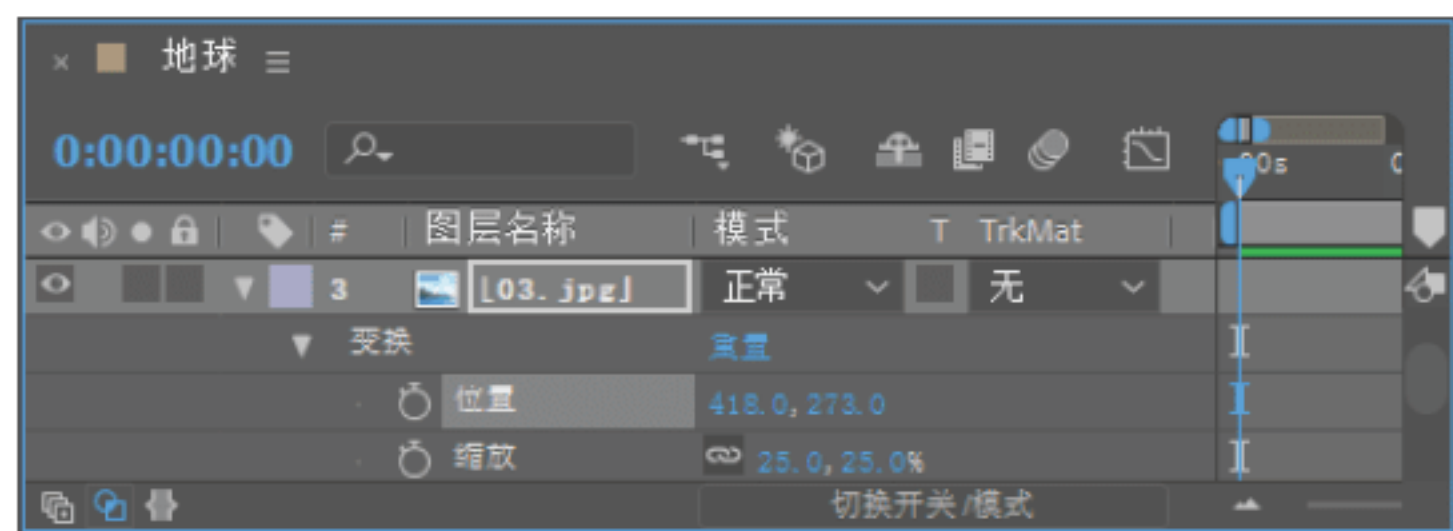 × 地球 ≡
0:00:00:00
00s 0
# 图层名称 模式 T TrkMat
3 [03.jpg] 正常 无
变换 重置
位置 418.0, 273.0
缩放 25.0, 25.0%
切换开关/模式